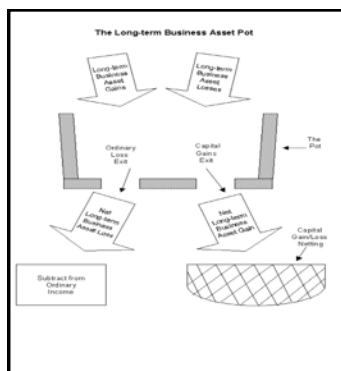 The Long-term Business Asset Pot
Long-term
Business
Asset
Gains
Long-term
Business
Asset
Losses
Ordinary
Loss
Exit
Capital
Gains
Exit
The
Pot
Net
Long-term
Business
Asset Loss
Net
Long-term
Business
Asset Gain
Capital
Gain/Loss
Netting
Subtract from
Ordinary
Income